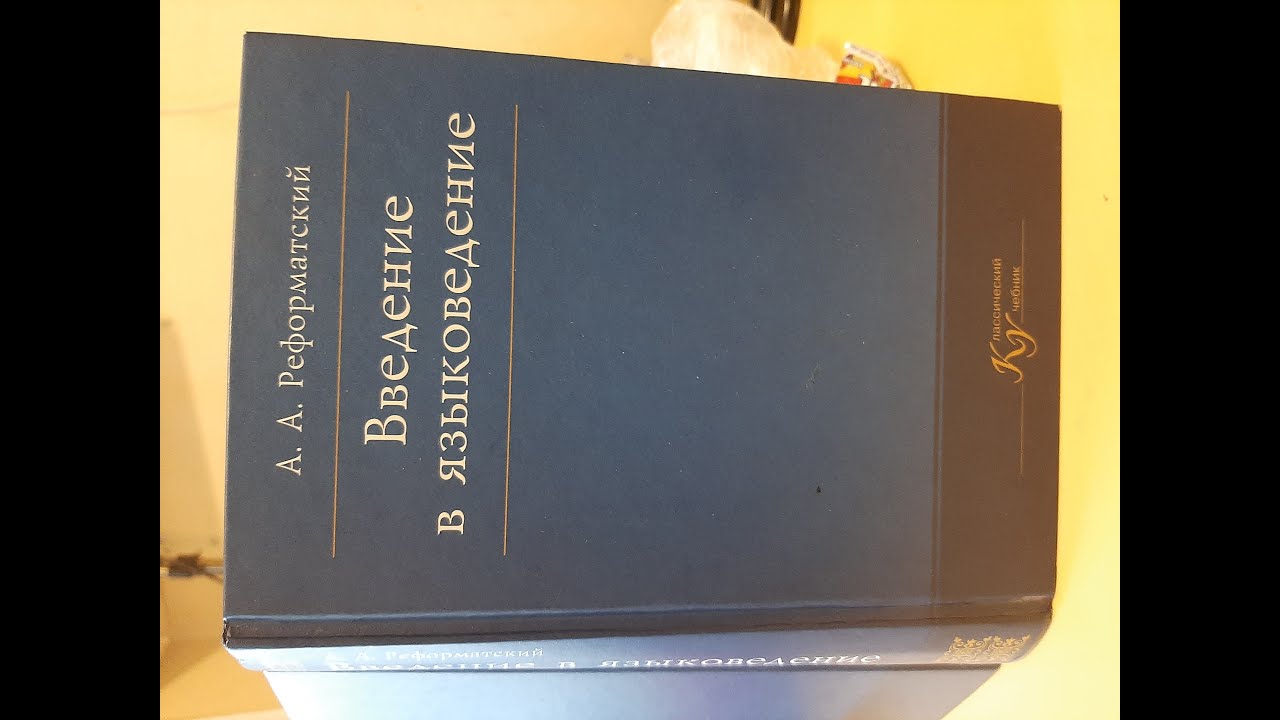 А. А. Реформатский
Введение
в языковедение
Классический
Учебник
А. А. Реформатский
Введение в языковедение